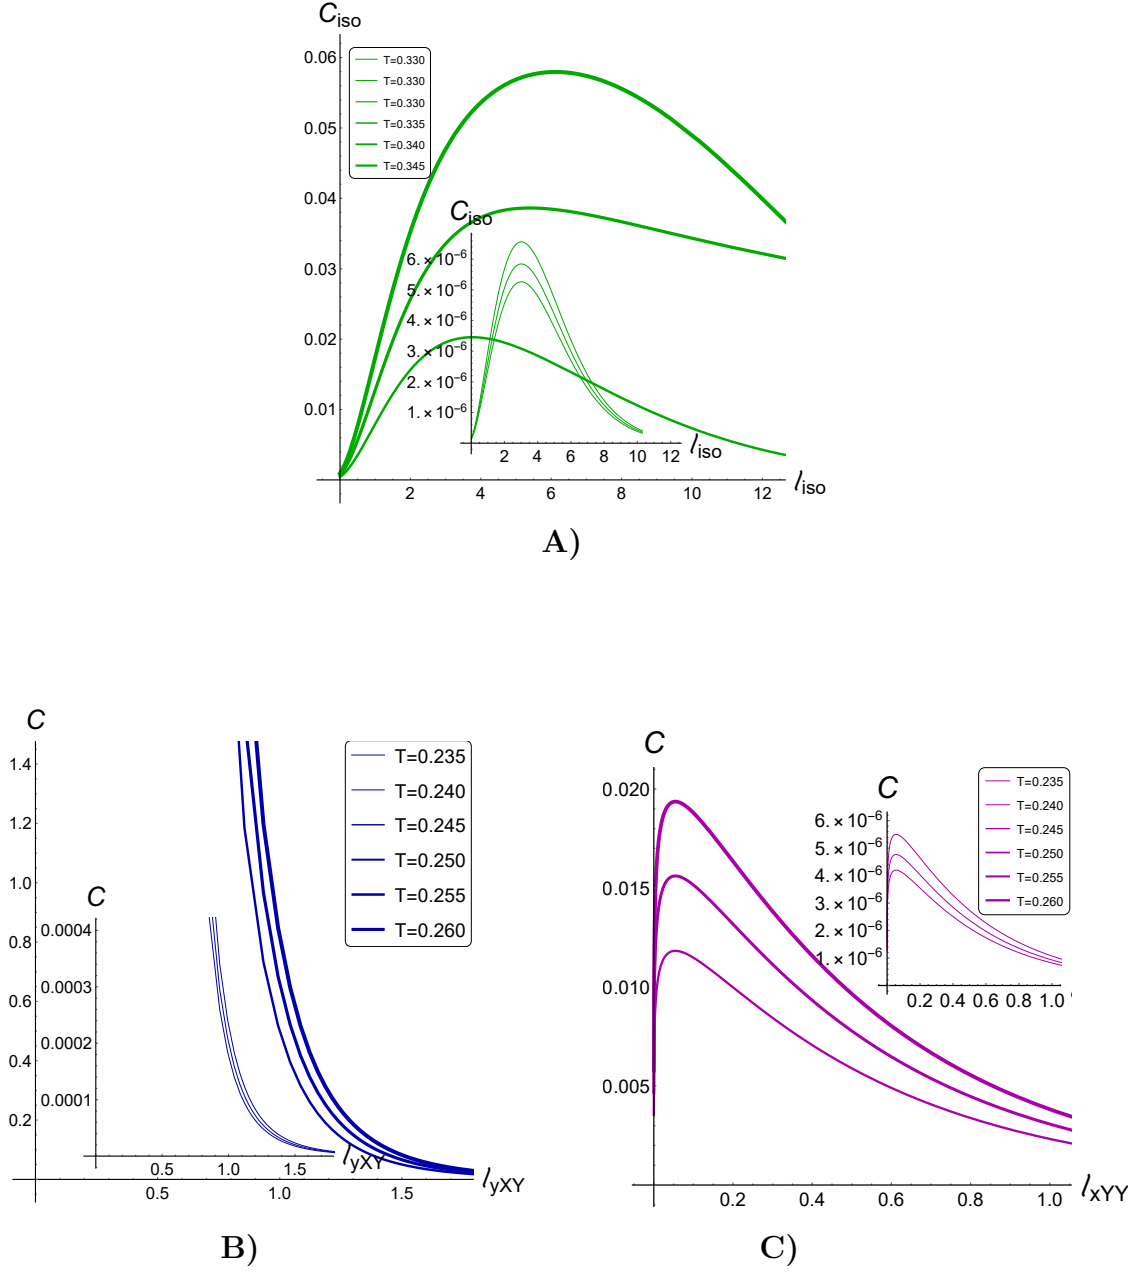 C_iso
0.06
T=0.330
T=0.330
T=0.330
0.05
T=0.335
T=0.340
T=0.345
0.04
C_iso
6.×10⁻⁶
0.03
5.×10⁻⁶
4.×10⁻⁶
0.02
3.×10⁻⁶
2.×10⁻⁶
0.01
1.×10⁻⁶
2 4 6 8 10 12 l_iso
2 4 6 8 10 12 l_iso
A)
C
1.4
T=0.235
T=0.240
1.2
T=0.245
T=0.250
1.0
T=0.255
C
T=0.260
0.0004
0.8
0.0003
0.6
0.0002
0.4
0.0001
0.2
0.5 1.0 1.5 l_yXY
0.5 1.0 1.5 l_yXY
B)
C
0.020
T=0.235
C
T=0.240
6.×10⁻⁶
T=0.245
5.×10⁻⁶
T=0.250
4.×10⁻⁶
T=0.255
0.015
T=0.260
3.×10⁻⁶
2.×10⁻⁶
1.×10⁻⁶
0.010
0.2 0.4 0.6 0.8 1.0
0.005
0.2 0.4 0.6 0.8 1.0 l_xYY
C)